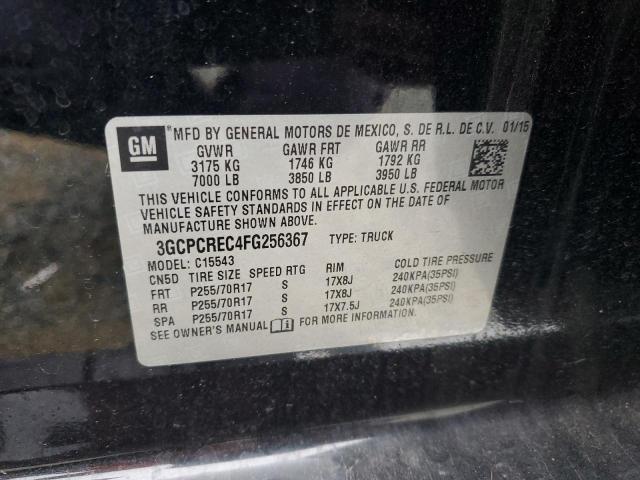 GM ® MFD BY GENERAL MOTORS DE MEXICO, S. DE R.L. DE C.V. 01/15
GVWR GAWR FRT GAWR RR
3175 KG 1746 KG 1792 KG
7000 LB 3850 LB 3950 LB
THIS VEHICLE CONFORMS TO ALL APPLICABLE U.S. FEDERAL MOTOR
VEHICLE SAFETY STANDARDS IN EFFECT ON THE DATE OF
MANUFACTURE SHOWN ABOVE.
3GCPCREC4FG256367 TYPE: TRUCK
MODEL: C15543
CN5D TIRE SIZE SPEED RTG RIM COLD TIRE PRESSURE
FRT P255/70R17 S 17X8J 240KPA(35PSI)
RR P255/70R17 S 17X8J 240KPA(35PSI)
SPA P255/70R17 S 17X7.5J 240KPA(35PSI)
SEE OWNER'S MANUAL FOR MORE INFORMATION.